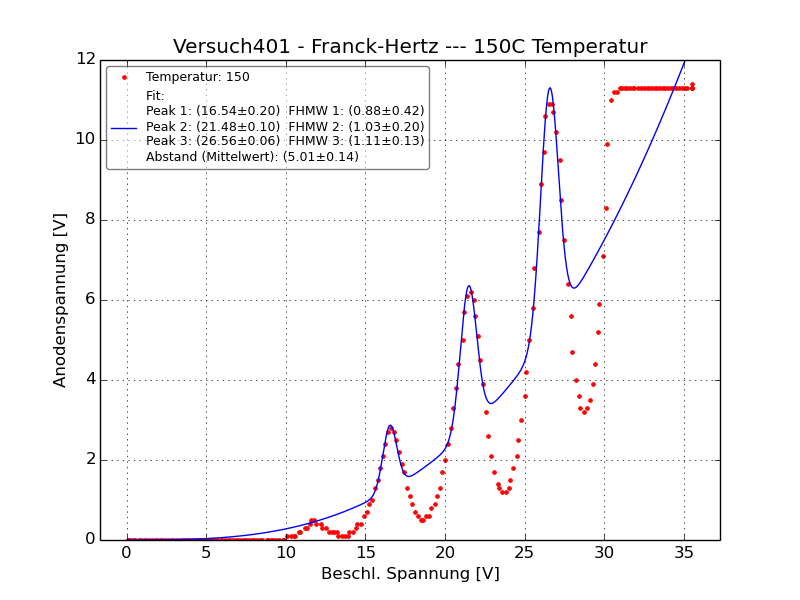 Versuch401 - Franck-Hertz --- 150C Temperatur
Temperatur: 150
Fit:
Peak 1: (16.54±0.20)  FHMW 1: (0.88±0.42)
Peak 2: (21.48±0.10)  FHMW 2: (1.03±0.20)
Peak 3: (26.56±0.06)  FHMW 3: (1.11±0.13)
Abstand (Mittelwert): (5.01±0.14)
Anodenspannung [V]
12
10
8
6
4
2
0
0 5 10 15 20 25 30 35
Beschl. Spannung [V]